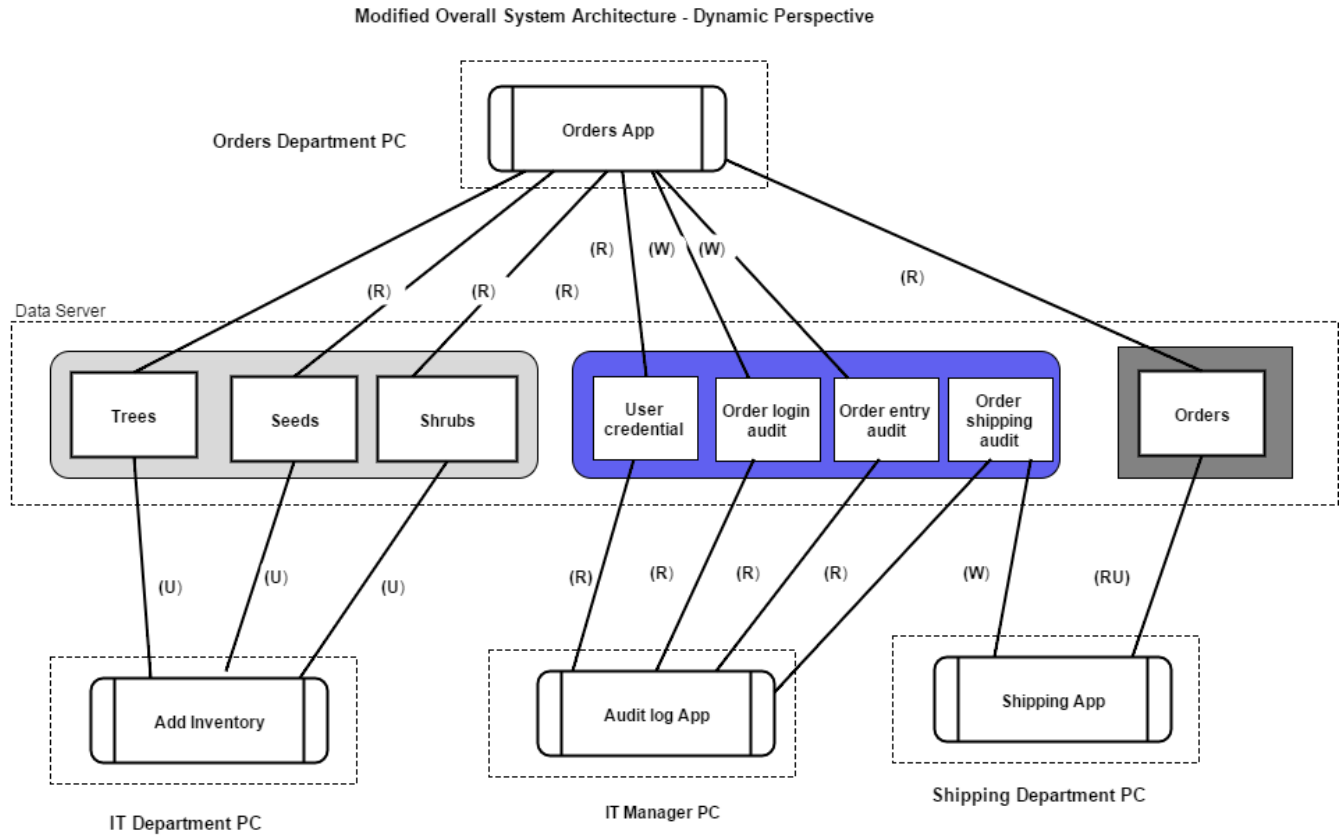 Modified Overall System Architecture - Dynamic Perspective
Orders App
Orders Department PC
(R)
(W)
(W)
(R)
(R)
(R)
(R)
Data Server
Trees
Seeds
Shrubs
User
credential
Order login
audit
Order entry
audit
Order
shipping
audit
Orders
(U)
(U)
(U)
(R)
(R)
(R)
(R)
(W)
(RU)
Add Inventory
Audit log App
Shipping App
IT Department PC
IT Manager PC
Shipping Department PC